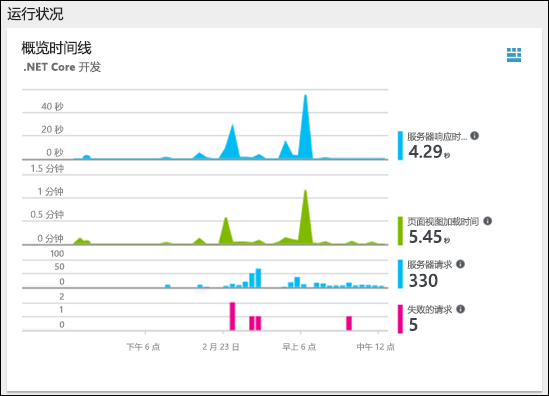 运行状况
概览时间线
.NET Core 开发
40 秒
20 秒
0 秒
服务器响应时... 
4.29 秒
1.5 分钟
1 分钟
0.5 分钟
0 分钟
页面视图加载时间
5.45 秒
100
50
0
服务器请求
330
2
1
0
失败的请求
5
下午 6 点
2 月 23 日
早上 6 点
中午 12 点